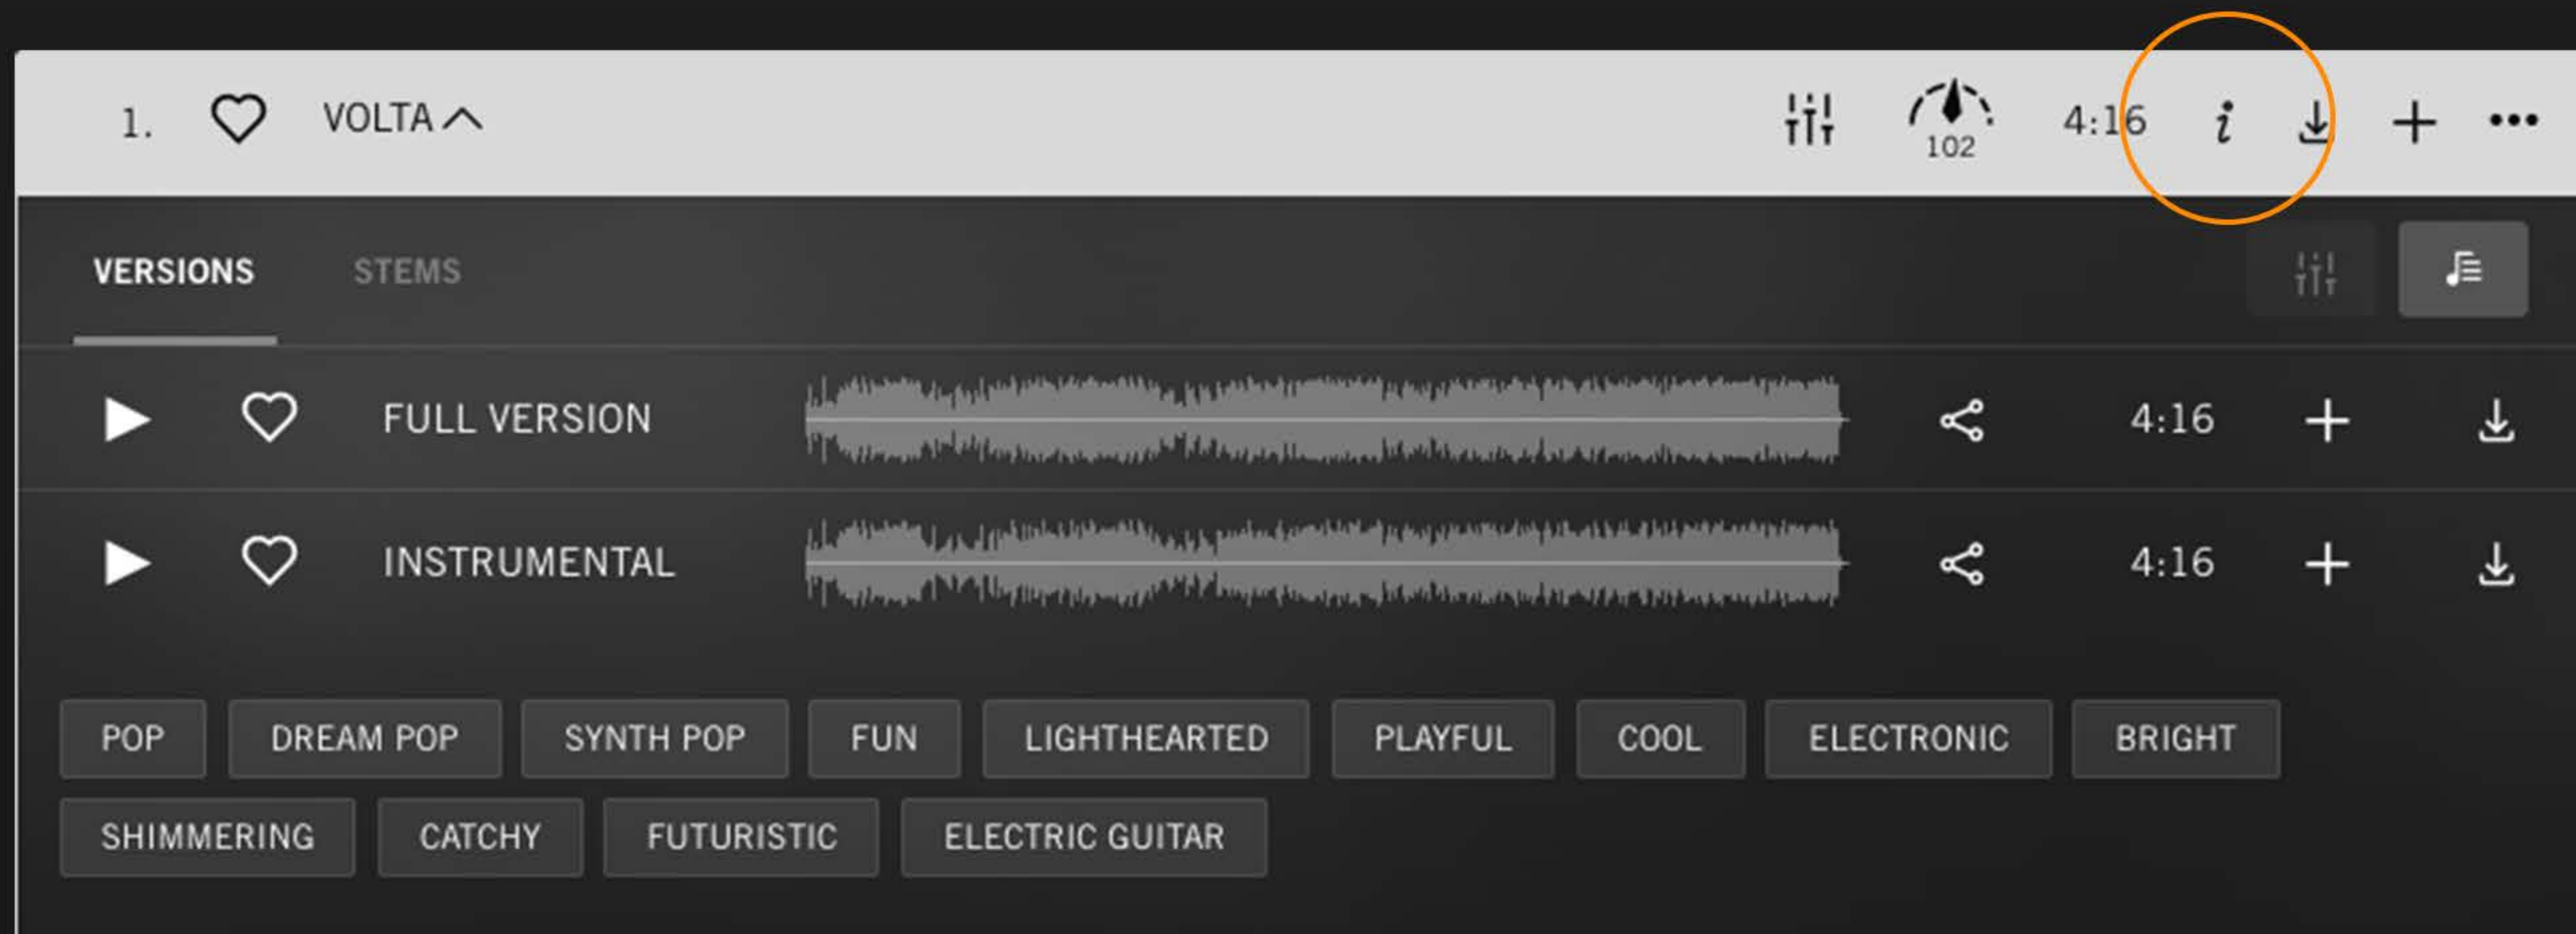 1. VOLTA 102 4:16 i
VERSIONS STEMS
FULL VERSION 4:16
INSTRUMENTAL 4:16
POP DREAM POP SYNTH POP FUN LIGHTHEARTED PLAYFUL COOL ELECTRONIC BRIGHT
SHIMMERING CATCHY FUTURISTIC ELECTRIC GUITAR